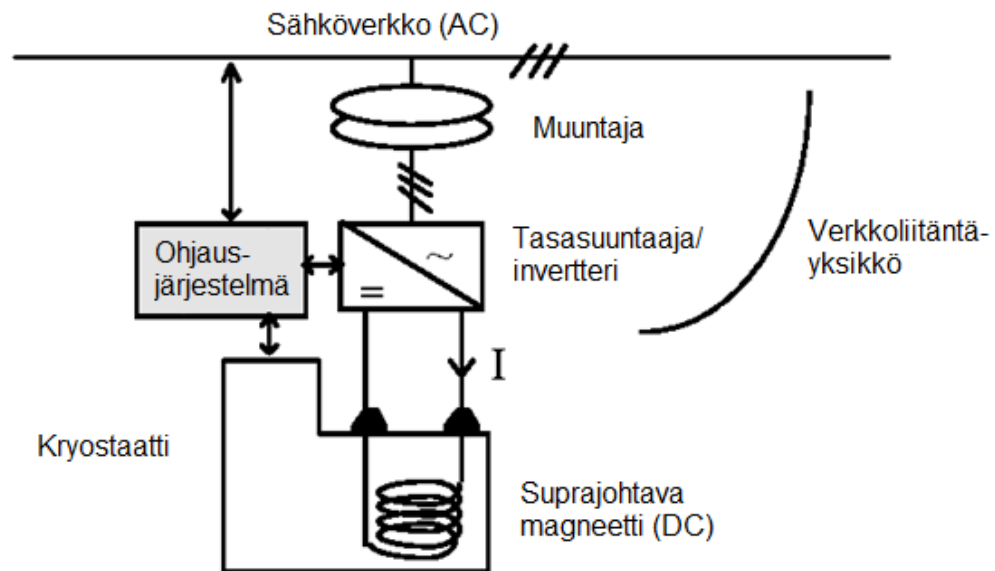 Sähköverkko (AC)
Muuntaja
Ohjaus-
järjestelmä
~
=
Tasasuuntaaja/
invertteri
Verkkoliitäntä-
yksikkö
I
Kryostaatti
Suprajohtava
magneetti (DC)